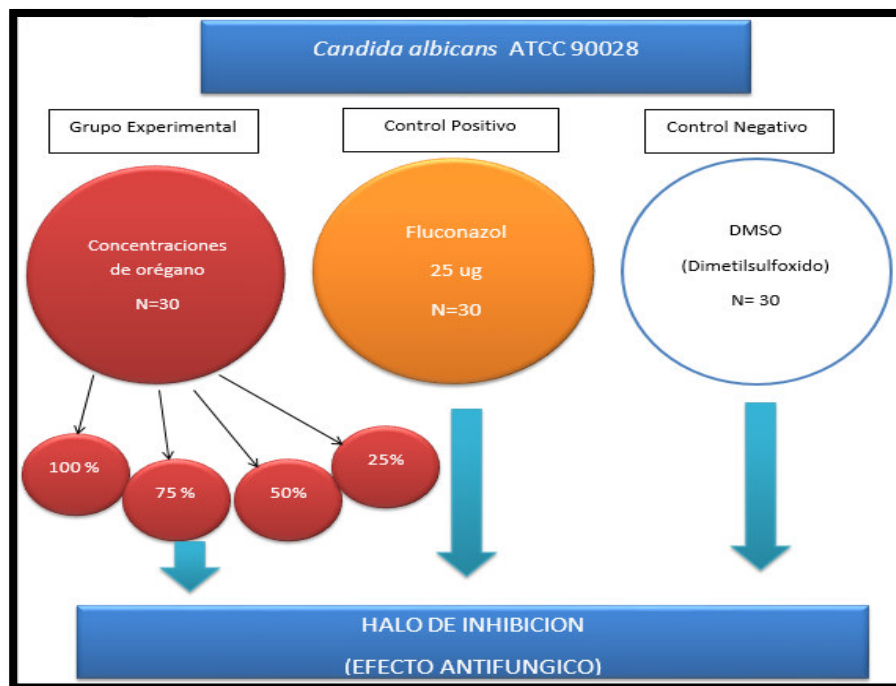 Candida albicans ATCC 90028
Grupo Experimental
Control Positivo
Control Negativo
Concentraciones
de orégano
N=30
Fluconazol
25 ug
N=30
DMSO
(Dimetilsulfoxido)
N= 30
100 %
75 %
50%
25%
HALO DE INHIBICION
(EFECTO ANTIFUNGICO)